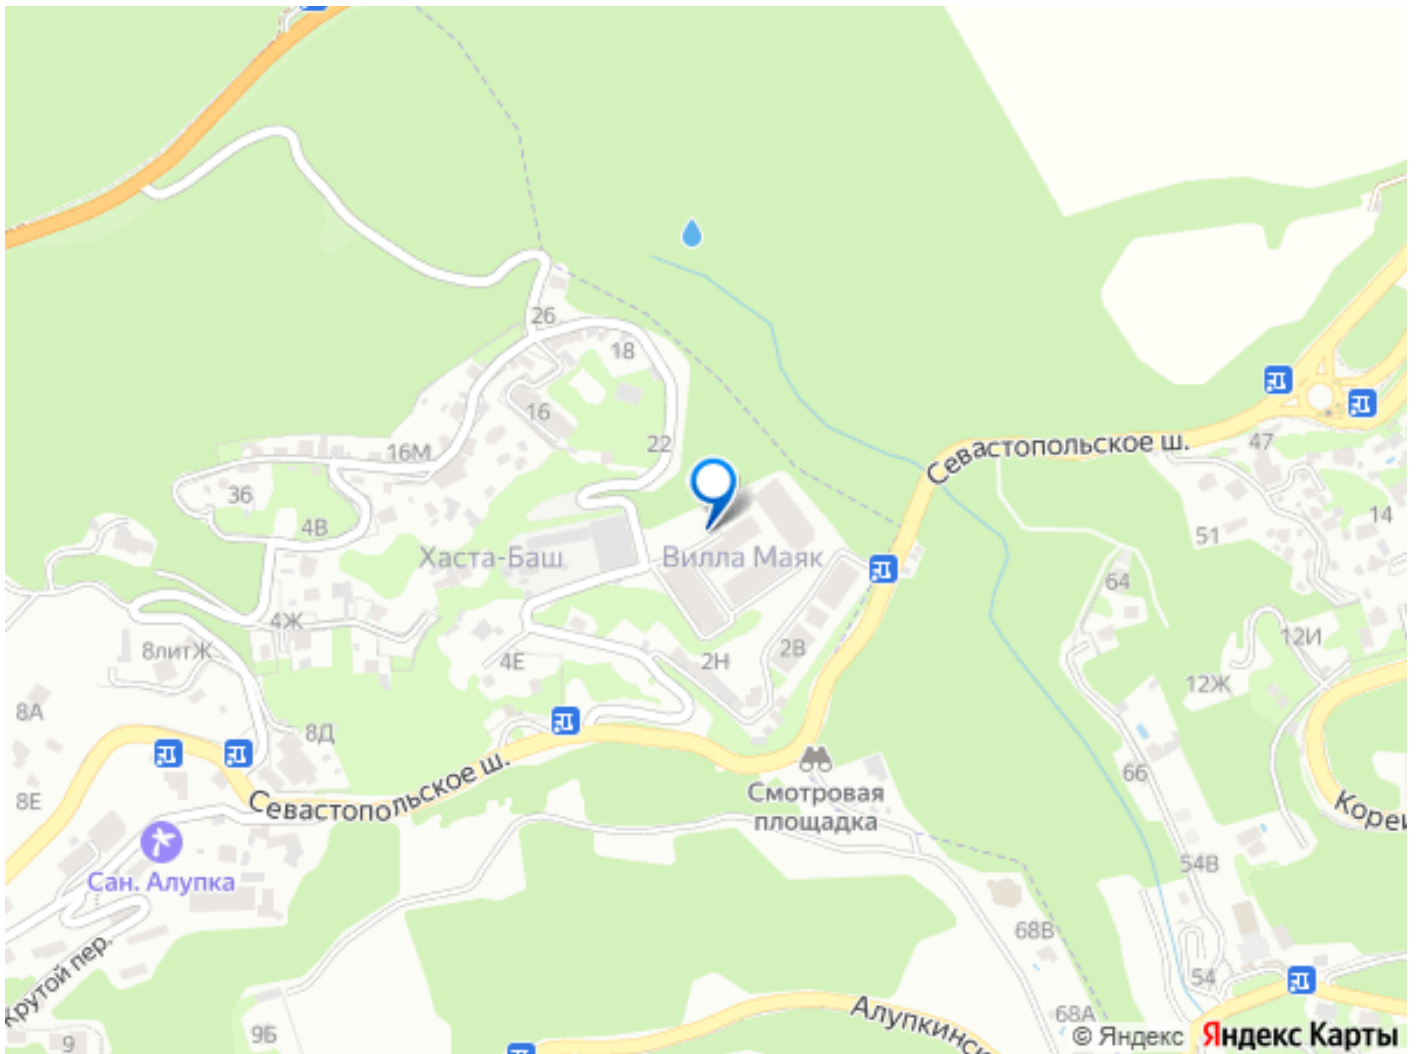 26
18
16
22
16М
36
4В
Хаста-Баш
Вилла Маяк
Севастопольское ш.
47
14
51
64
4Ж
8литЖ
4Е
2Н
2В
12И
12Ж
8А
8Д
66
8Е
Севастопольское ш.
Смотровая
площадка
Кореи
Сан. Алупка
54В
68В
Крутой пер.
54
9Б
9
Алупкинск
68А
© Яндекс Яндекс Карты